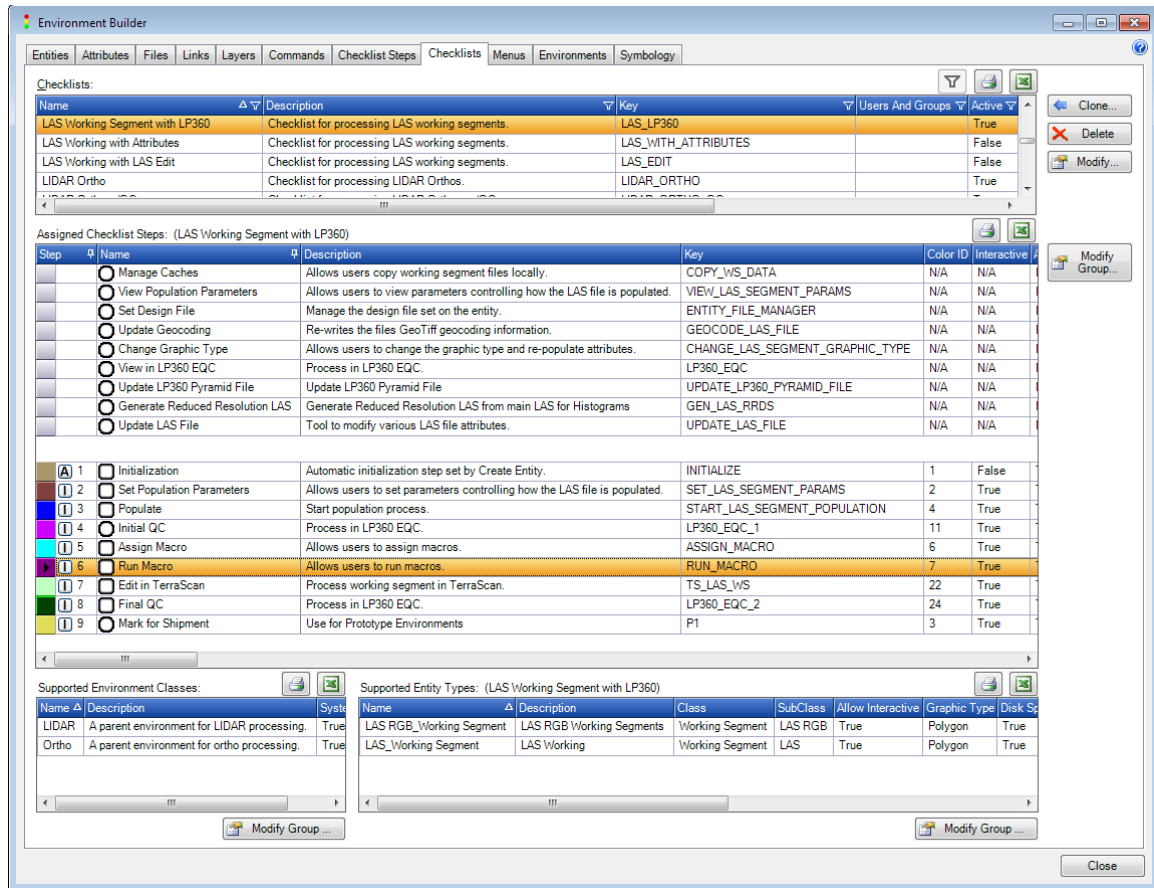 Environment Builder
Entities Attributes Files Links Layers Commands Checklist Steps Checklists Menus Environments Symbology
Checklists:
Name Description Key Users And Groups Active
LAS Working Segment with LP360 Checklist for processing LAS working segments. LAS_LP360 True
LAS Working with Attributes Checklist for processing LAS working segments. LAS_WITH_ATTRIBUTES False
LAS Working with LAS Edit Checklist for processing LAS working segments. LAS_EDIT False
LIDAR Ortho Checklist for processing LIDAR Orthos. LIDAR_ORTHO True
Clone...
Delete
Modify...
Assigned Checklist Steps: (LAS Working Segment with LP360)
Step Name Description Key Color ID Interactive A
Manage Caches Allows users copy working segment files locally. COPY_WS_DATA N/A N/A
View Population Parameters Allows users to view parameters controlling how the LAS file is populated. VIEW_LAS_SEGMENT_PARAMS N/A N/A
Set Design File Manage the design file set on the entity. ENTITY_FILE_MANAGER N/A N/A
Update Geocoding Re-writes the files GeoTiff geocoding information. GEOCODE_LAS_FILE N/A N/A
Change Graphic Type Allows users to change the graphic type and re-populate attributes. CHANGE_LAS_SEGMENT_GRAPHIC_TYPE N/A N/A
View in LP360 EQC Process in LP360 EQC. LP360_EQC N/A N/A
Update LP360 Pyramid File Update LP360 Pyramid File UPDATE_LP360_PYRAMID_FILE N/A N/A
Generate Reduced Resolution LAS Generate Reduced Resolution LAS from main LAS for Histograms GEN_LAS_RRDS N/A N/A
Update LAS File Tool to modify various LAS file attributes. UPDATE_LAS_FILE N/A N/A
Modify Group...
A 1 Initialization Automatic initialization step set by Create Entity. INITIALIZE 1 False
I 2 Set Population Parameters Allows users to set parameters controlling how the LAS file is populated. SET_LAS_SEGMENT_PARAMS 2 True
I 3 Populate Start population process. START_LAS_SEGMENT_POPULATION 4 True
I 4 Initial QC Process in LP360 EQC. LP360_EQC_1 11 True
I 5 Assign Macro Allows users to assign macros. ASSIGN_MACRO 6 True
I 6 Run Macro Allows users to run macros. RUN_MACRO 7 True
I 7 Edit in TerraScan Process working segment in TerraScan. TS_LAS_WS 22 True
I 8 Final QC Process in LP360 EQC. LP360_EQC_2 24 True
I 9 Mark for Shipment Use for Prototype Environments P1 3 True
Supported Environment Classes:
Name Description Syste
LIDAR A parent environment for LIDAR processing. True
Ortho A parent environment for ortho processing. True
Modify Group ...
Supported Entity Types: (LAS Working Segment with LP360)
Name Description Class SubClass Allow Interactive Graphic Type Disk Sp
LAS RGB_Working Segment LAS RGB Working Segments Working Segment LAS RGB True Polygon True
LAS_Working Segment LAS Working Working Segment LAS True Polygon True
Modify Group ...
Close